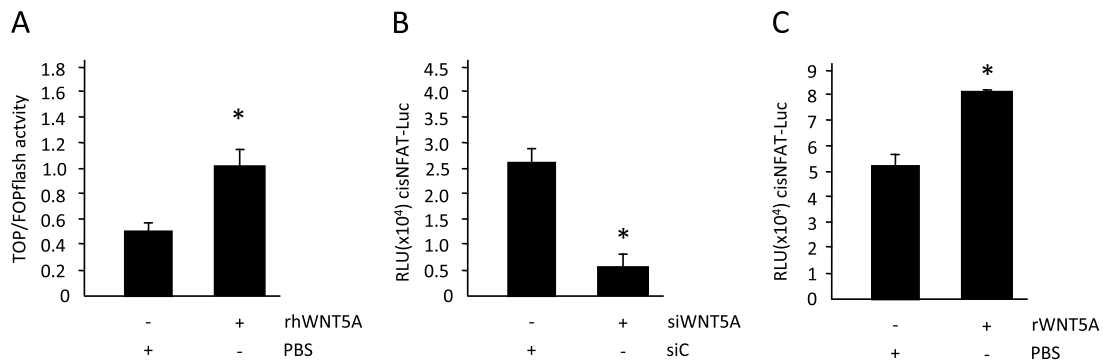 A
TOP/FOPflash actvity
1.8
1.6
1.4
1.2
1.0
0.8
0.6
0.4
0.2
0
*
- + rhWNT5A
+ - PBS
B
RLU(x10⁴) cisNFAT-Luc
4.5
4.0
3.5
3.0
2.5
2.0
1.5
1.0
0.5
0
*
- + siWNT5A
+ - siC
C
RLU(x10⁴) cisNFAT-Luc
9
8
7
6
5
4
3
2
1
0
*
- + rWNT5A
+ - PBS